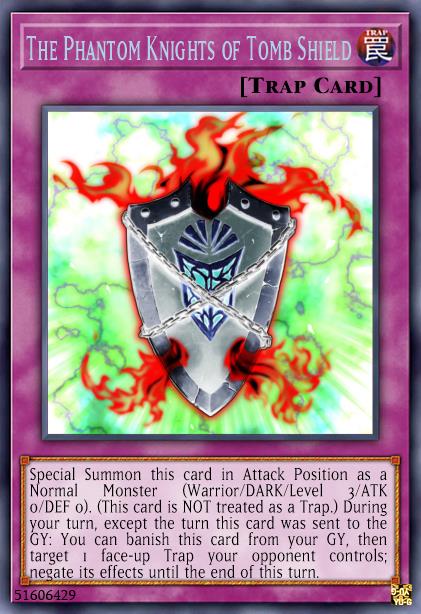 The Phantom Knights of Tomb Shield
TRAP
罠
[Trap Card]
Special Summon this card in Attack Position as a
Normal Monster (Warrior/DARK/Level 3/ATK
0/DEF 0). (This card is NOT treated as a Trap.) During
your turn, except the turn this card was sent to the
GY: You can banish this card from your GY, then
target 1 face-up Trap your opponent controls;
negate its effects until the end of this turn.
51606429